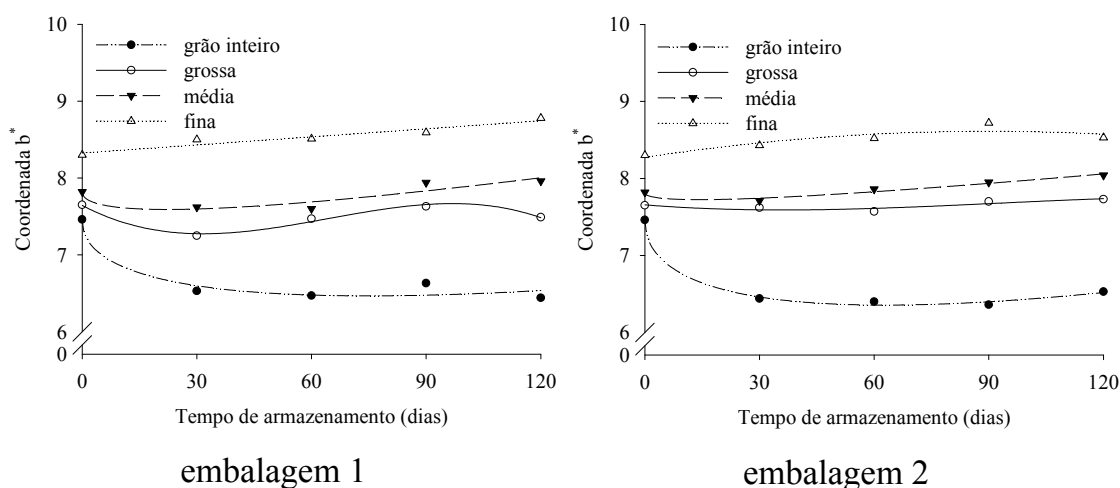 10
grão inteiro
grossa
média
fina
9
8
7
6
0
Coordenada b*
0 30 60 90 120
Tempo de armazenamento (dias)
embalagem 1
10
grão inteiro
grossa
média
fina
9
8
7
6
0
Coordenada b*
0 30 60 90 120
Tempo de armazenamento (dias)
embalagem 2